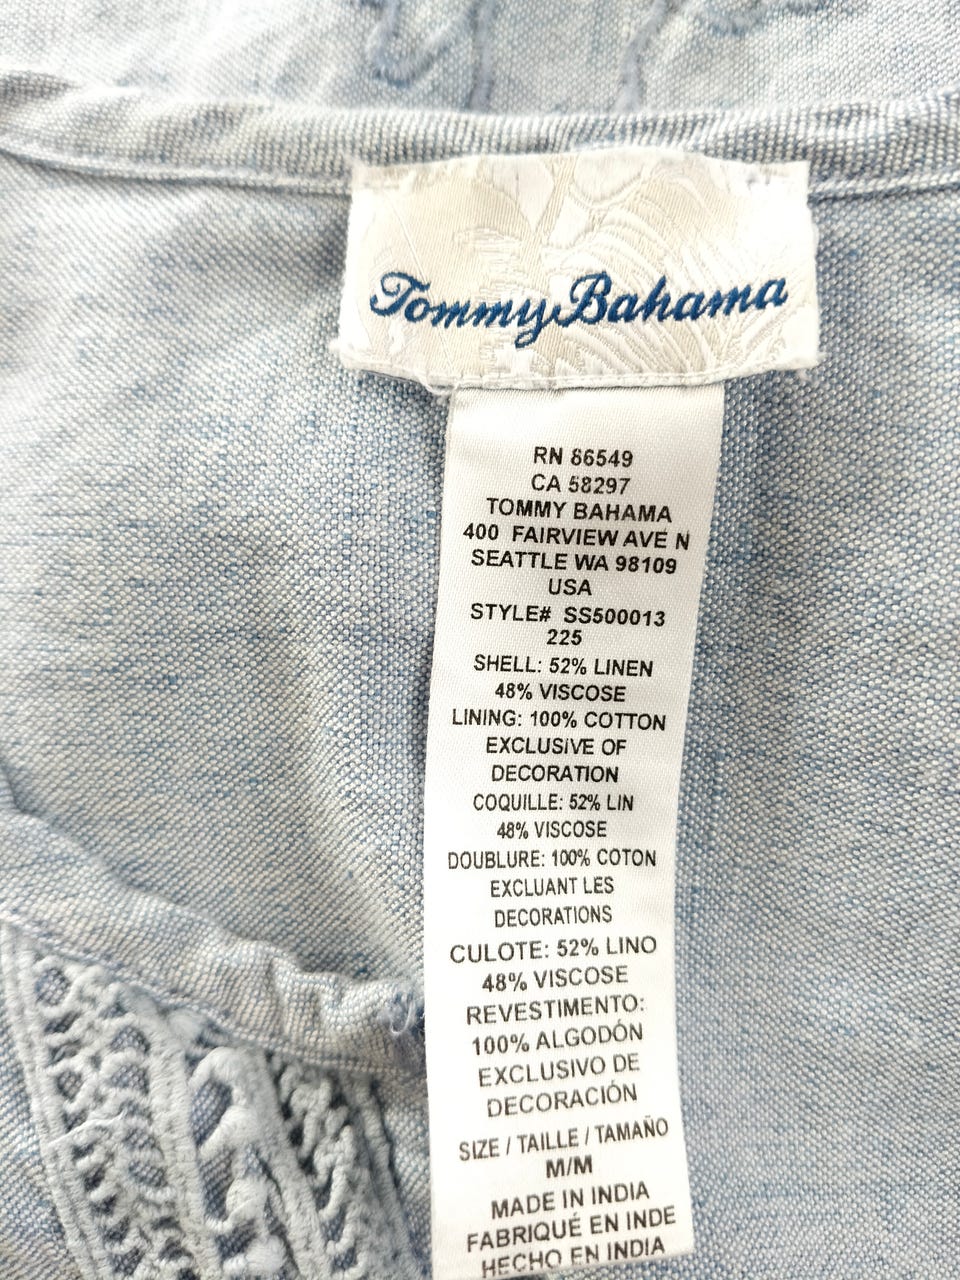 Tommy Bahama
RN 86549
CA 58297
TOMMY BAHAMA
400 FAIRVIEW AVE N
SEATTLE WA 98109
USA
STYLE# SS500013
225
SHELL: 52% LINEN
48% VISCOSE
LINING: 100% COTTON
EXCLUSIVE OF
DECORATION
COQUILLE: 52% LIN
48% VISCOSE
DOUBLURE: 100% COTON
EXCLUANT LES
DECORATIONS
CULOTE: 52% LINO
48% VISCOSE
REVESTIMENTO:
100% ALGODÓN
EXCLUSIVO DE
DECORACIÓN
SIZE / TAILLE / TAMAÑO
M/M
MADE IN INDIA
FABRIQUÉ EN INDE
HECHO EN INDIA